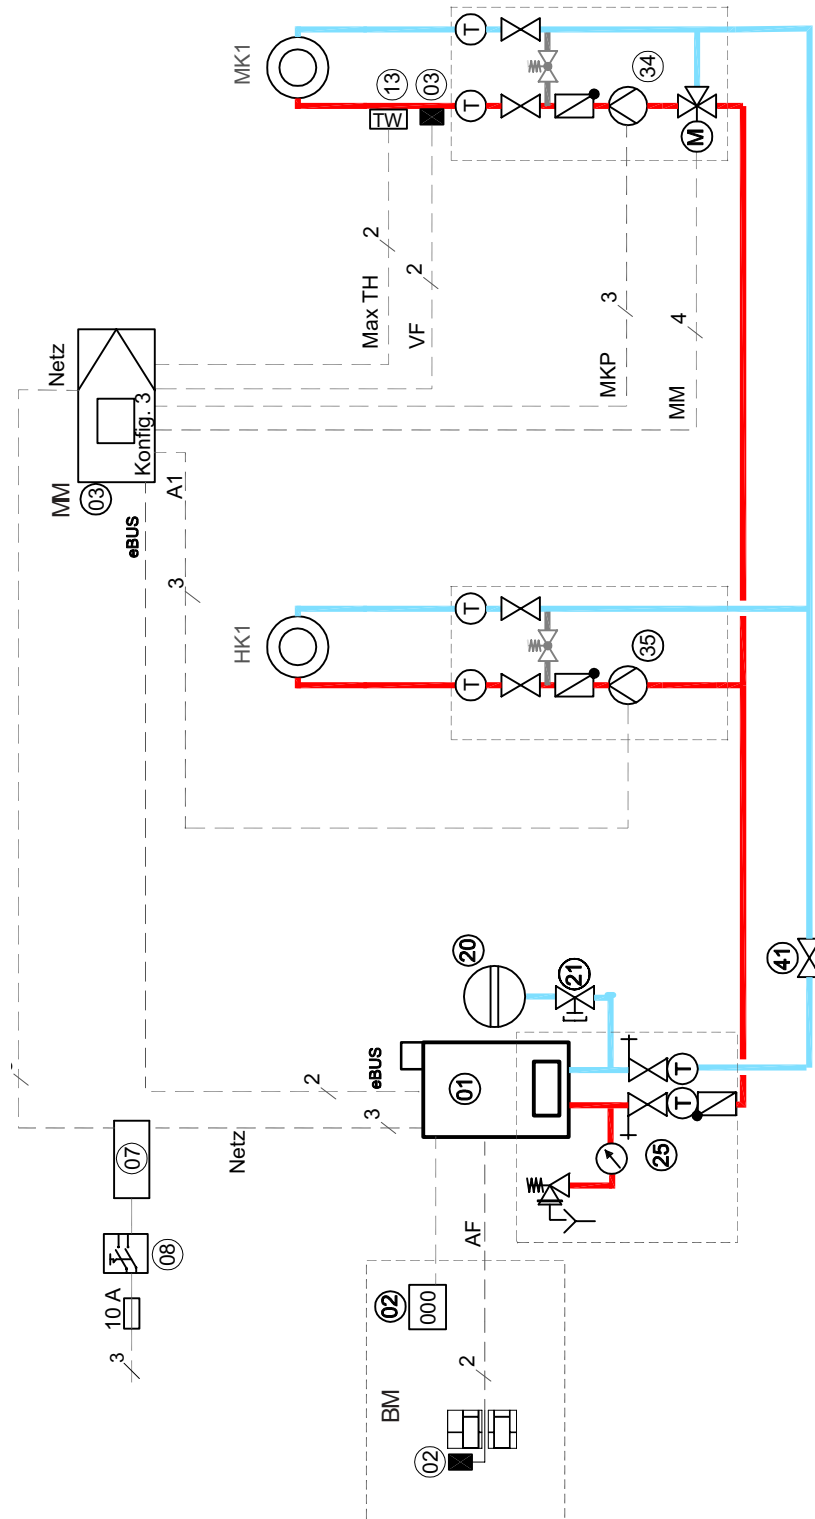 MK1
13
03
34
T
T
TW
M
2
2
3
4
Max TH
VF
MKP
MM
Netz
Konfig. 3
MM
03
A1
eBUS
3
HK1
T
T
35
20
21
41
01
eBUS
2
3
Netz
T
T
25
07
08
10 A
3
AF
02
000
2
BM
02